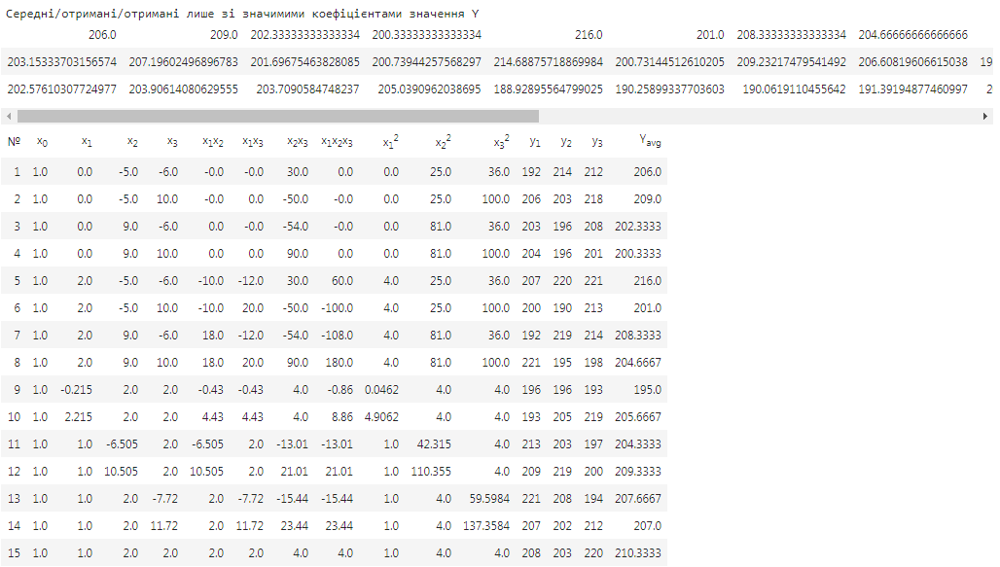 Середні/отримані/отримані лише зі значимими коефіцієнтами значення Y
206.0 209.0 202.33333333333334 200.33333333333334 216.0 201.0 208.33333333333334 204.66666666666666
203.15333703156574 207.19602496896783 201.69675463828085 200.73944257568297 214.68875718869984 200.73144512610205 209.23217479541492 206.60819606615038 19
202.57610307724977 203.90614080629555 203.7090584748237 205.0390962038695 188.92895564799025 190.25899337703603 190.0619110455642 191.39194877460997 2
№ x₀ x₁ x₂ x₃ x₁x₂ x₁x₃ x₂x₃ x₁x₂x₃ x₁² x₂² x₃² y₁ y₂ y₃ Yavg
1 1.0 0.0 -5.0 -6.0 -0.0 -0.0 30.0 0.0 0.0 25.0 36.0 192 214 212 206.0
2 1.0 0.0 -5.0 10.0 -0.0 0.0 -50.0 -0.0 0.0 25.0 100.0 206 203 218 209.0
3 1.0 0.0 9.0 -6.0 0.0 -0.0 -54.0 -0.0 0.0 81.0 36.0 203 196 208 202.3333
4 1.0 0.0 9.0 10.0 0.0 0.0 90.0 0.0 0.0 81.0 100.0 204 196 201 200.3333
5 1.0 2.0 -5.0 -6.0 -10.0 -12.0 30.0 60.0 4.0 25.0 36.0 207 220 221 216.0
6 1.0 2.0 -5.0 10.0 -10.0 20.0 -50.0 -100.0 4.0 25.0 100.0 200 190 213 201.0
7 1.0 2.0 9.0 -6.0 18.0 -12.0 -54.0 -108.0 4.0 81.0 36.0 192 219 214 208.3333
8 1.0 2.0 9.0 10.0 18.0 20.0 90.0 180.0 4.0 81.0 100.0 221 195 198 204.6667
9 1.0 -0.215 2.0 2.0 -0.43 -0.43 4.0 -0.86 0.0462 4.0 4.0 196 196 193 195.0
10 1.0 2.215 2.0 2.0 4.43 4.43 4.0 8.86 4.9062 4.0 4.0 193 205 219 205.6667
11 1.0 1.0 -6.505 2.0 -6.505 2.0 -13.01 -13.01 1.0 42.315 4.0 213 203 197 204.3333
12 1.0 1.0 10.505 2.0 10.505 2.0 21.01 21.01 1.0 110.355 4.0 209 219 200 209.3333
13 1.0 1.0 2.0 -7.72 2.0 -7.72 -15.44 -15.44 1.0 4.0 59.5984 221 208 194 207.6667
14 1.0 1.0 2.0 11.72 2.0 11.72 23.44 23.44 1.0 4.0 137.3584 207 202 212 207.0
15 1.0 1.0 2.0 2.0 2.0 2.0 4.0 4.0 1.0 4.0 4.0 208 203 220 210.3333